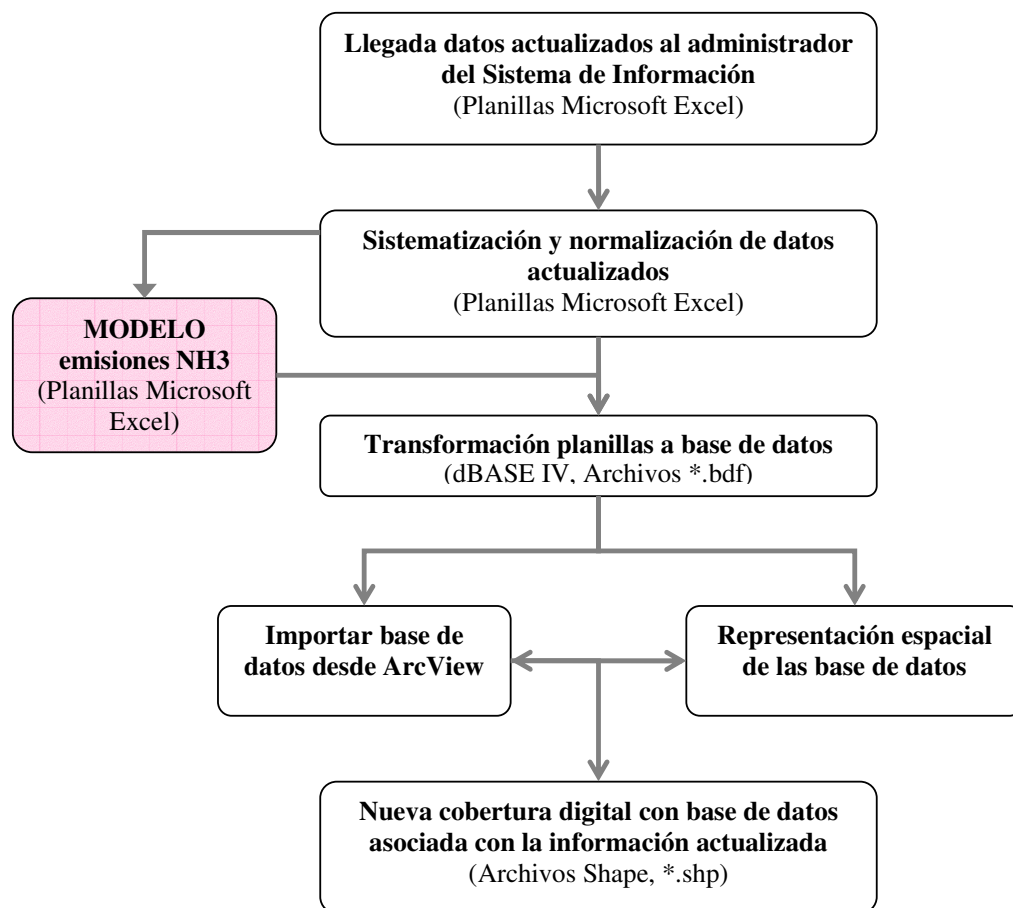 Llegada datos actualizados al administrador
del Sistema de Información
(Planillas Microsoft Excel)
Sistematización y normalización de datos
actualizados
(Planillas Microsoft Excel)
MODELO
emisiones NH3
(Planillas Microsoft
Excel)
Transformación planillas a base de datos
(dBASE IV, Archivos *.bdf)
Importar base de
datos desde ArcView
Representación espacial
de las base de datos
Nueva cobertura digital con base de datos
asociada con la información actualizada
(Archivos Shape, *.shp)